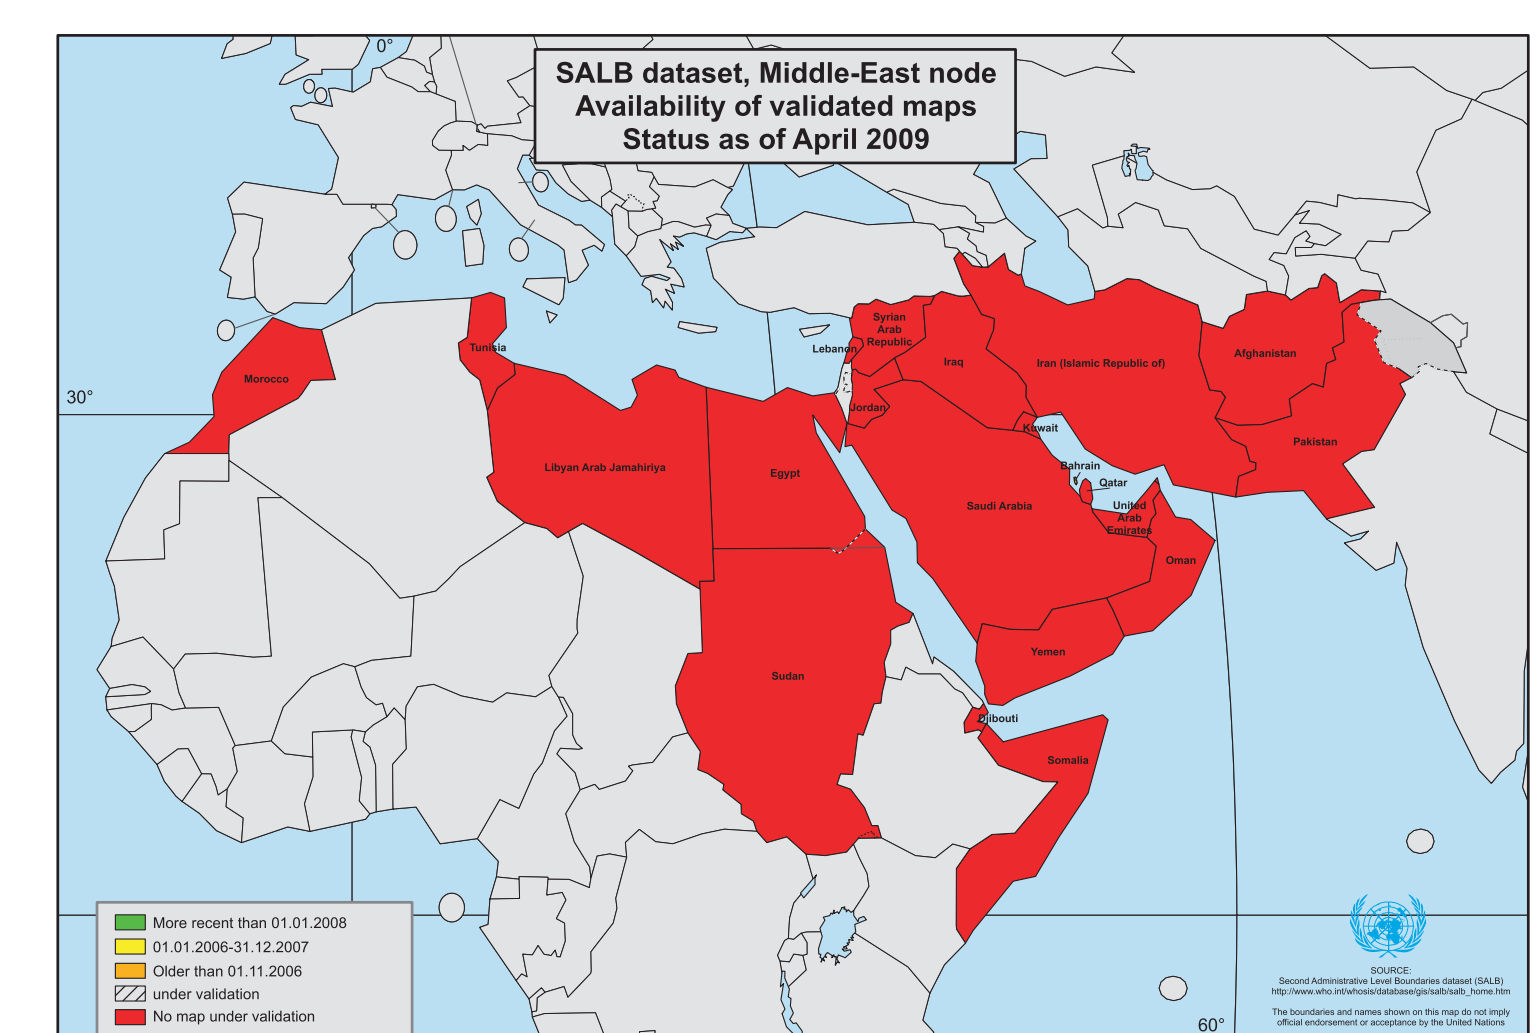 0°
SALB dataset, Middle-East node
Availability of validated maps
Status as of April 2009
Syrian
Arab
Republic
Tunisia
Lebanon
Morocco
Iraq
Iran (Islamic Republic of)
Afghanistan
30°
Jordan
Kuwait
Pakistan
Libyan Arab Jamahiriya
Egypt
Bahrain
Qatar
Saudi Arabia
United
Arab
Emirates
Oman
Yemen
Sudan
Djibouti
Somalia
More recent than 01.01.2008
01.01.2006-31.12.2007
Older than 01.11.2006
under validation
No map under validation
SOURCE:
Second Administrative Level Boundaries dataset (SALB)
http://www.who.int/whosis/database/gis/salb/salb_home.htm
The boundaries and names shown on this map do not imply
official endorsement or acceptance by the United Nations
60°